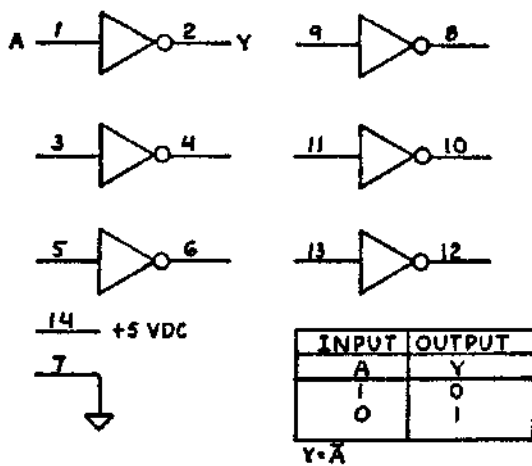 A 1 2 Y 9 8
3 4 11 10
5 6 13 12
14 +5 VDC
7
INPUT OUTPUT
A Y
1 0
0 1
Y=Ā